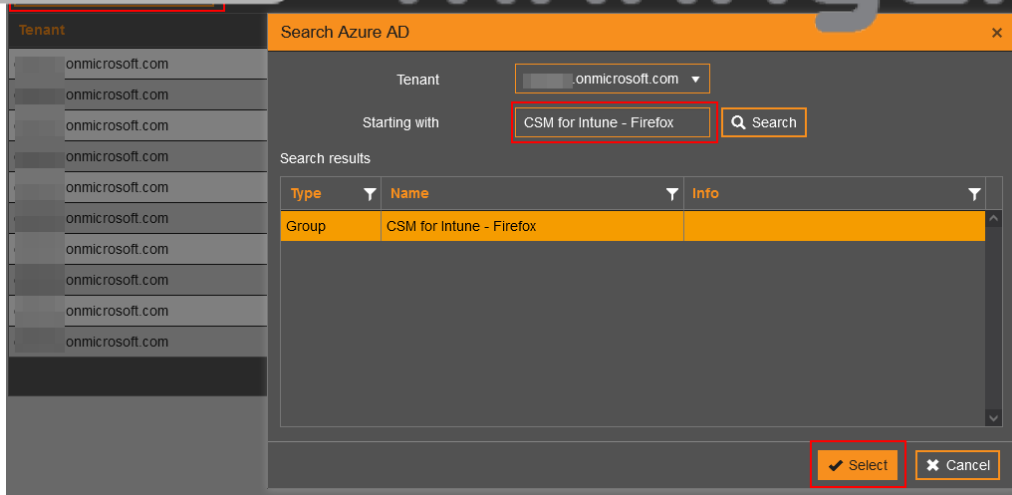 Tenant
onmicrosoft.com
onmicrosoft.com
onmicrosoft.com
onmicrosoft.com
onmicrosoft.com
onmicrosoft.com
onmicrosoft.com
onmicrosoft.com
onmicrosoft.com
onmicrosoft.com
Search Azure AD
Tenant .onmicrosoft.com
Starting with CSM for Intune - Firefox Search
Search results
Type Name Info
Group CSM for Intune - Firefox
Select Cancel